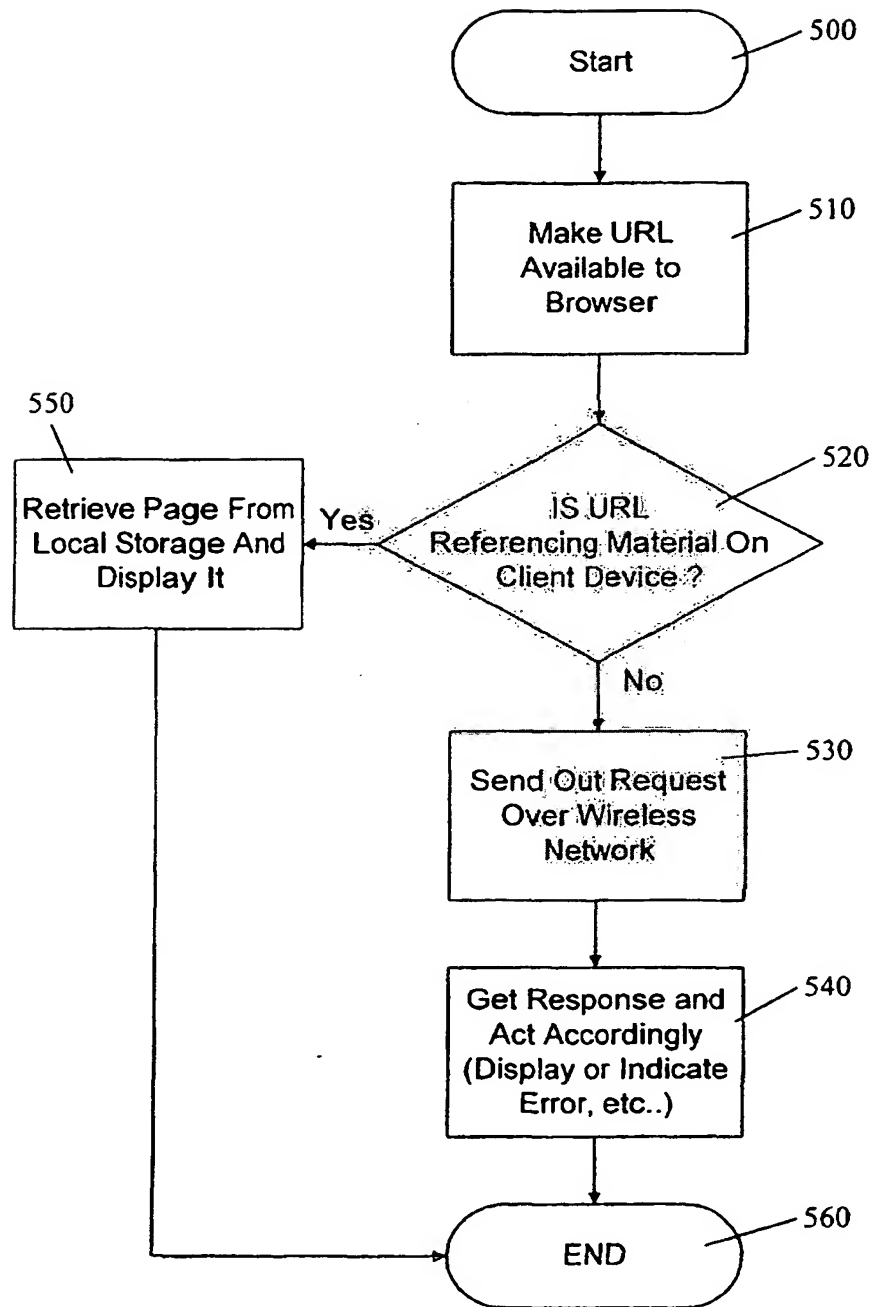 Start
500
Make URL
Available to
Browser
510
IS URL
Referencing Material On
Client Device ?
520
Yes
550
Retrieve Page From
Local Storage And
Display It
No
Send Out Request
Over Wireless
Network
530
Get Response and
Act Accordingly
(Display or Indicate
Error, etc..)
540
END
560